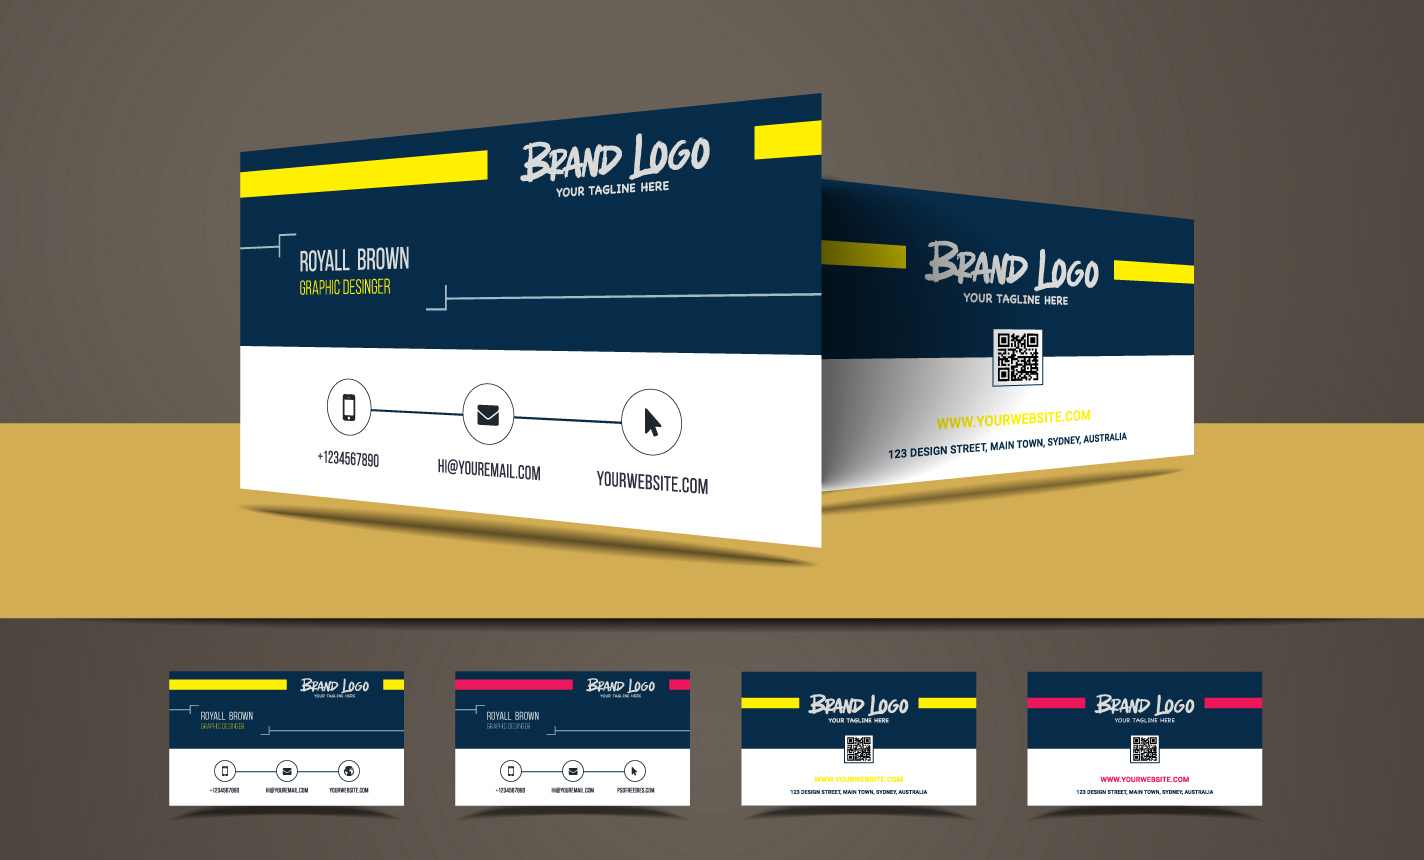 BRAND LOGO
YOUR TAGLINE HERE
ROYALL BROWN
GRAPHIC DESINGER
+1234567890
HI@YOUREMAIL.COM
YOURWEBSITE.COM
BRAND LOGO
YOUR TAGLINE HERE
WWW.YOURWEBSITE.COM
123 DESIGN STREET, MAIN TOWN, SYDNEY, AUSTRALIA
BRAND LOGO
YOUR TAGLINE HERE
ROYALL BROWN
GRAPHIC DESINGER
+1234567890
HI@YOUREMAIL.COM
YOURWEBSITE.COM
BRAND LOGO
YOUR TAGLINE HERE
ROYALL BROWN
GRAPHIC DESINGER
+1234567890
HI@YOUREMAIL.COM
PSDFREEBIES.COM
BRAND LOGO
YOUR TAGLINE HERE
WWW.YOURWEBSITE.COM
123 DESIGN STREET, MAIN TOWN, SYDNEY, AUSTRALIA
BRAND LOGO
YOUR TAGLINE HERE
WWW.YOURWEBSITE.COM
123 DESIGN STREET, MAIN TOWN, SYDNEY, AUSTRALIA